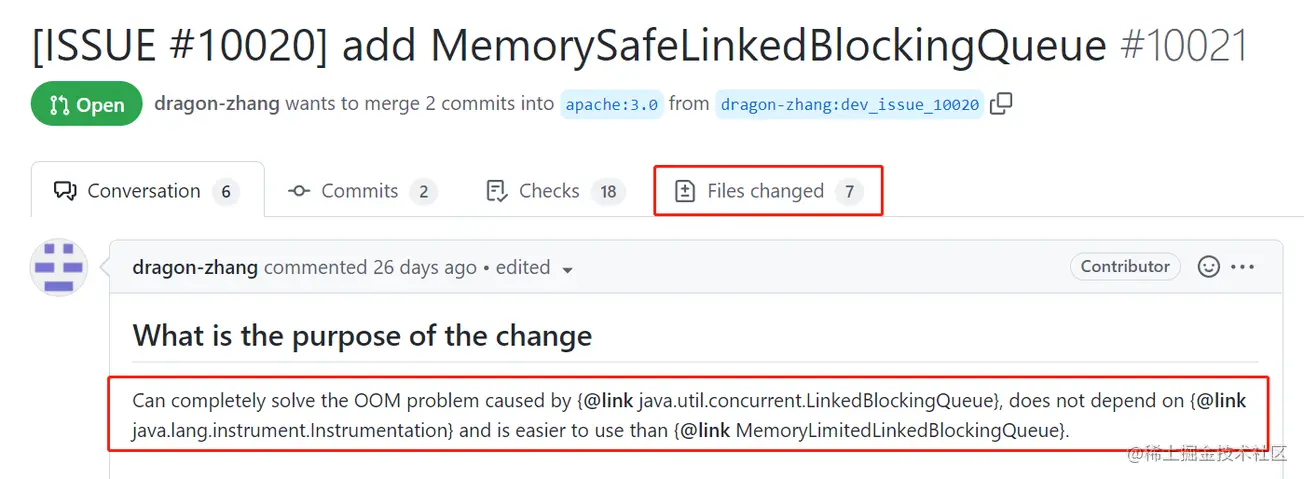 [ISSUE #10020] add MemorySafeLinkedBlockingQueue #10021
Open dragon-zhang wants to merge 2 commits into apache:3.0 from dragon-zhang:dev_issue_10020
Conversation 6 Commits 2 Checks 18 Files changed 7
dragon-zhang commented 26 days ago • edited Contributor
What is the purpose of the change
Can completely solve the OOM problem caused by {@link java.util.concurrent.LinkedBlockingQueue}, does not depend on {@link
java.lang.instrument.Instrumentation} and is easier to use than {@link MemoryLimitedLinkedBlockingQueue}.
@稀土掘金技术社区